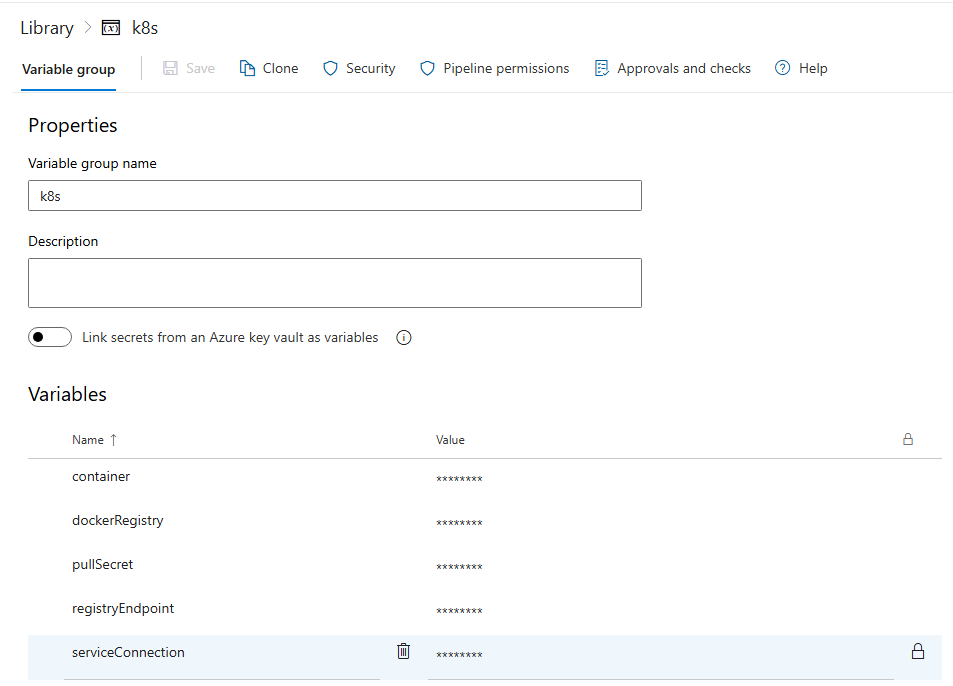 Library > k8s
Variable group Save Clone Security Pipeline permissions Approvals and checks Help
Properties
Variable group name
k8s
Description
Link secrets from an Azure key vault as variables
Variables
Name ↑ Value
container ********
dockerRegistry ********
pullSecret ********
registryEndpoint ********
serviceConnection ********